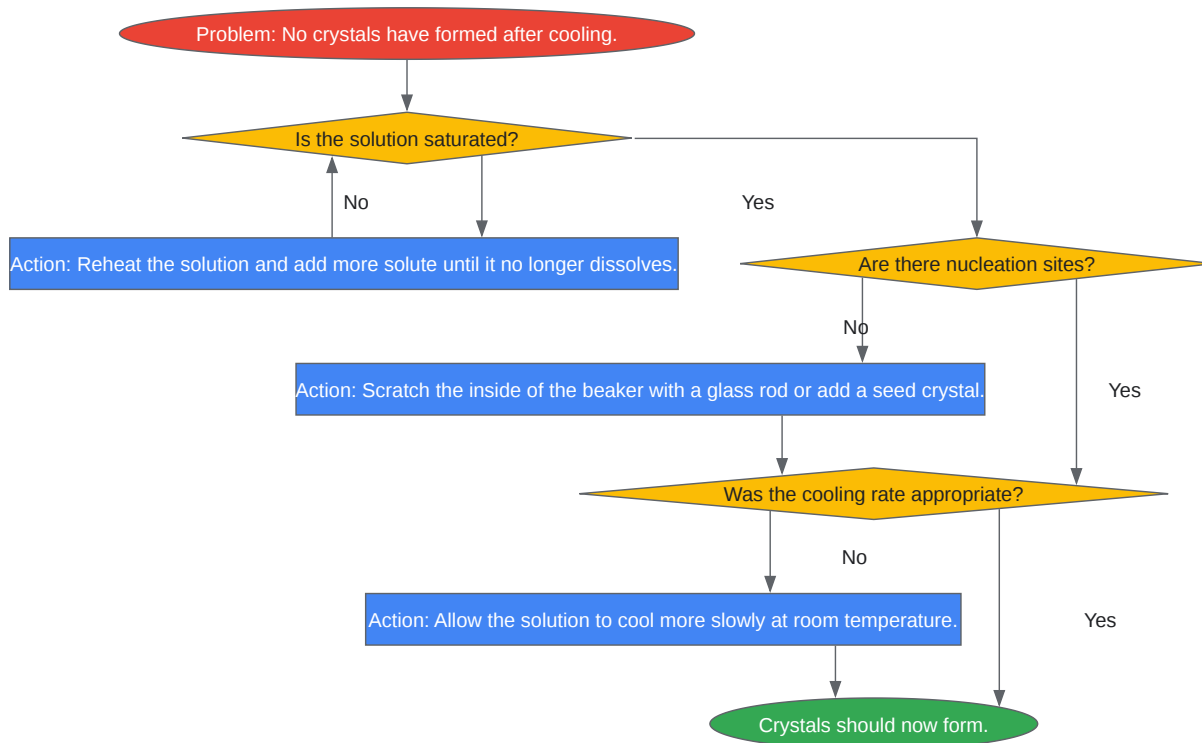 Problem: No crystals have formed after cooling.
Is the solution saturated?
No
Yes
Action: Reheat the solution and add more solute until it no longer dissolves.
Are there nucleation sites?
No
Action: Scratch the inside of the beaker with a glass rod or add a seed crystal.
Yes
Was the cooling rate appropriate?
No
Action: Allow the solution to cool more slowly at room temperature.
Yes
Crystals should now form.